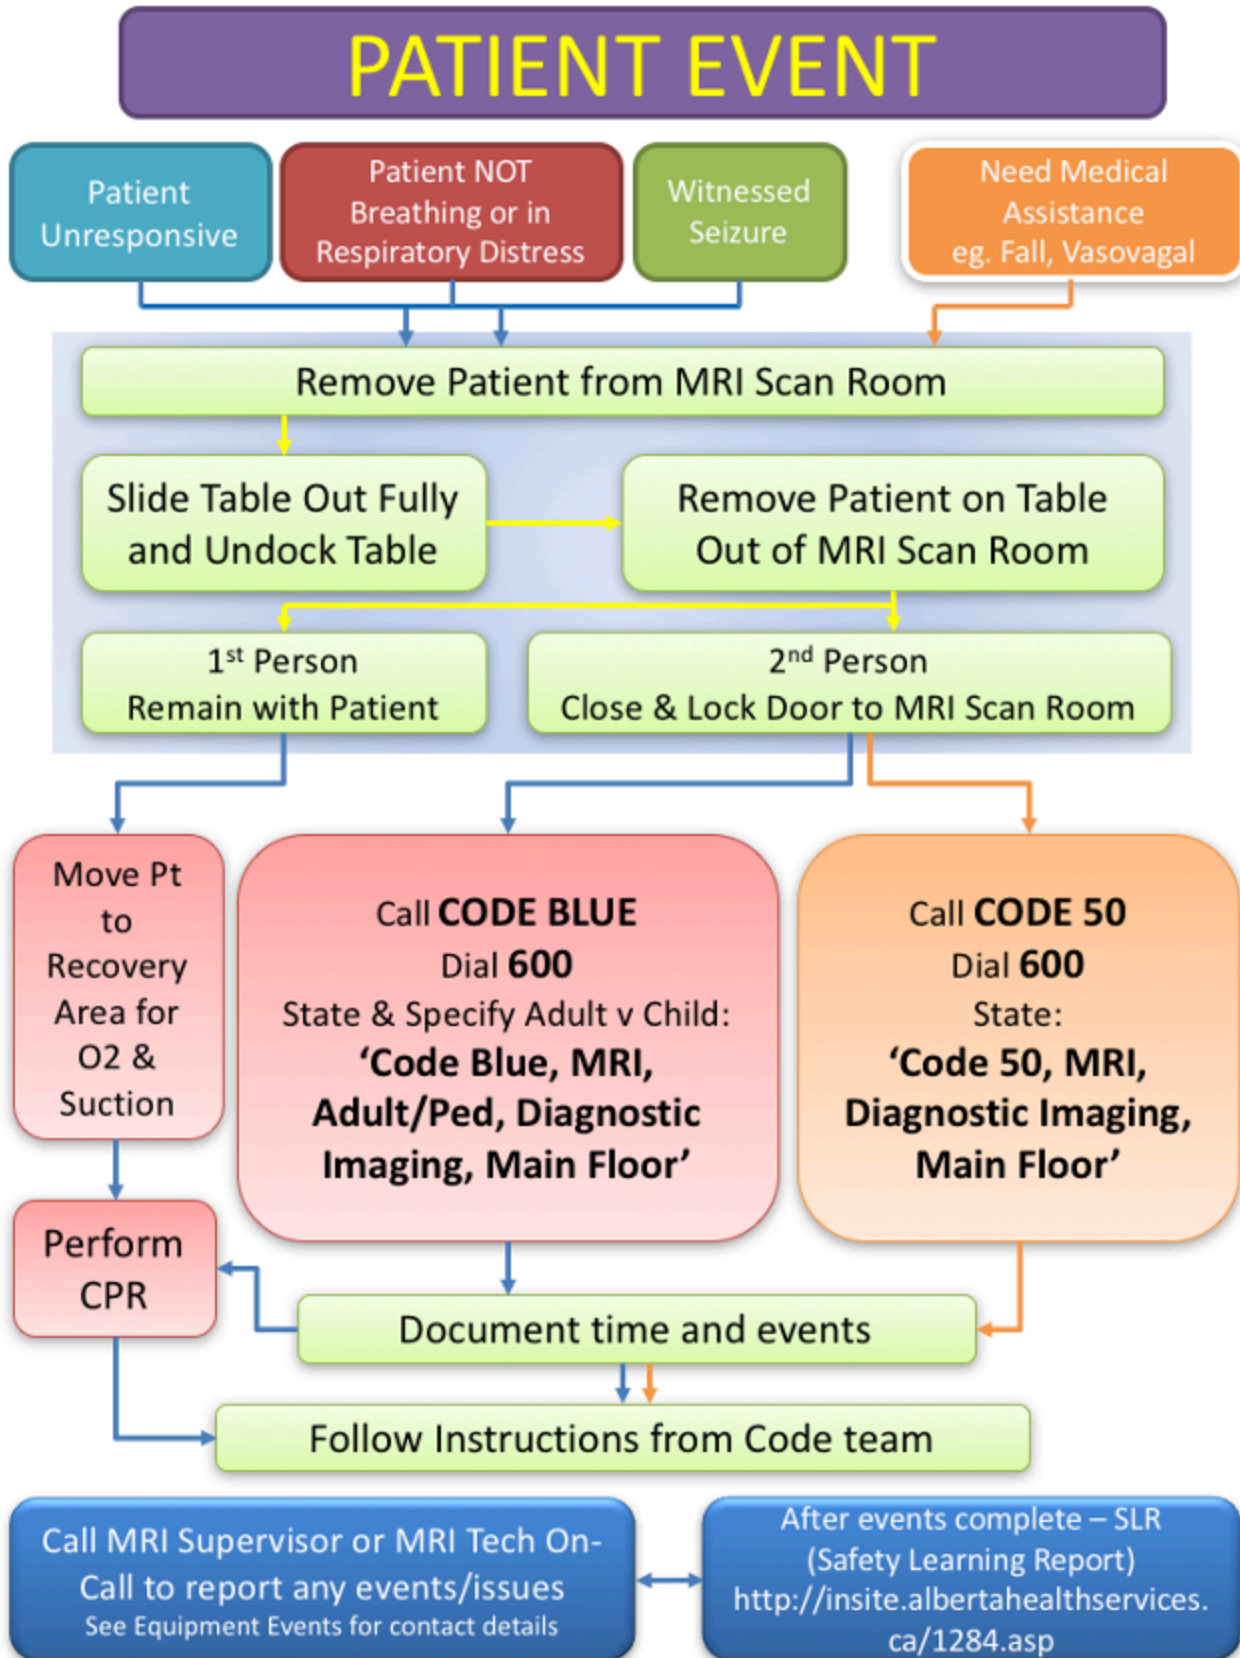 PATIENT EVENT
Patient
Unresponsive
Patient NOT
Breathing or in
Respiratory Distress
Witnessed
Seizure
Need Medical
Assistance
eg. Fall, Vasovagal
Remove Patient from MRI Scan Room
Slide Table Out Fully
and Undock Table
Remove Patient on Table
Out of MRI Scan Room
1st Person
Remain with Patient
2nd Person
Close & Lock Door to MRI Scan Room
Move Pt
to
Recovery
Area for
O2 &
Suction
Call CODE BLUE
Dial 600
State & Specify Adult v Child:
‘Code Blue, MRI,
Adult/Ped, Diagnostic
Imaging, Main Floor’
Call CODE 50
Dial 600
State:
‘Code 50, MRI,
Diagnostic Imaging,
Main Floor’
Perform
CPR
Document time and events
Follow Instructions from Code team
Call MRI Supervisor or MRI Tech On-
Call to report any events/issues
See Equipment Events for contact details
After events complete – SLR
(Safety Learning Report)
http://insite.albertahealthservices.
ca/1284.asp